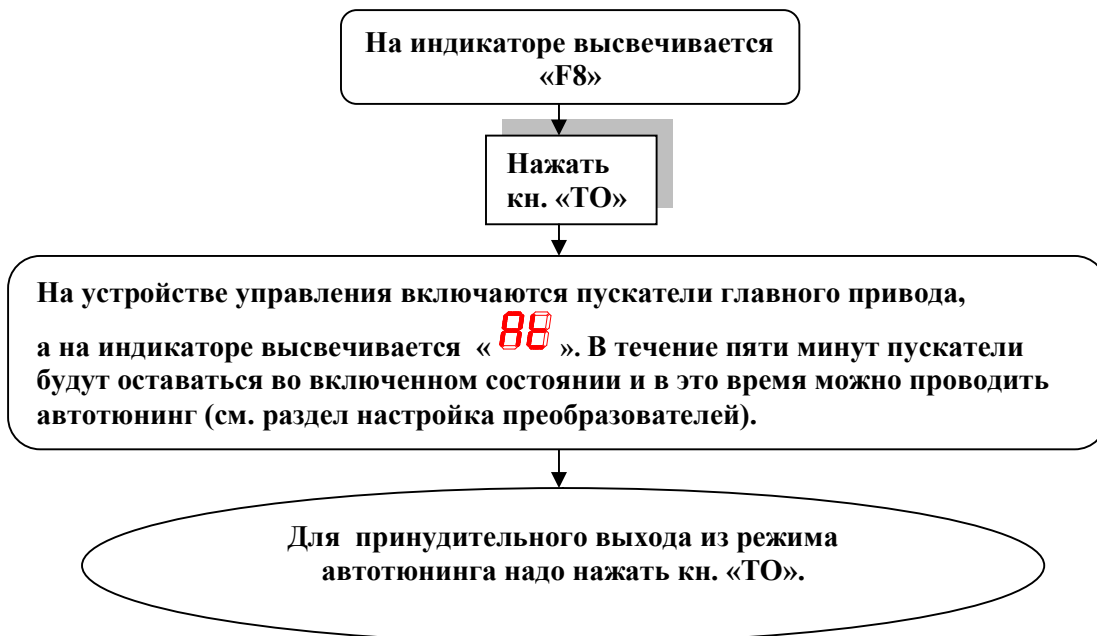 На индикаторе высвечивается
«F8»
Нажать
кн. «ТО»
На устройстве управления включаются пускатели главного привода,
а на индикаторе высвечивается « At ». В течение пяти минут пускатели
будут оставаться во включенном состоянии и в это время можно проводить
автотюнинг (см. раздел настройка преобразователей).
Для принудительного выхода из режима
автотюнинга надо нажать кн. «ТО».